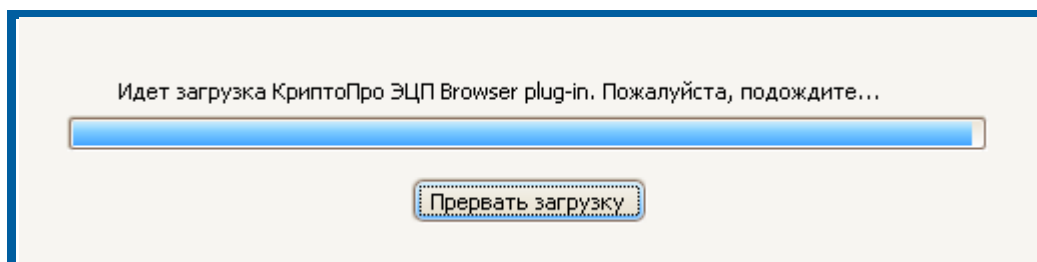 Идет загрузка КриптоПро ЭЦП Browser plug-in. Пожалуйста, подождите...
Прервать загрузку